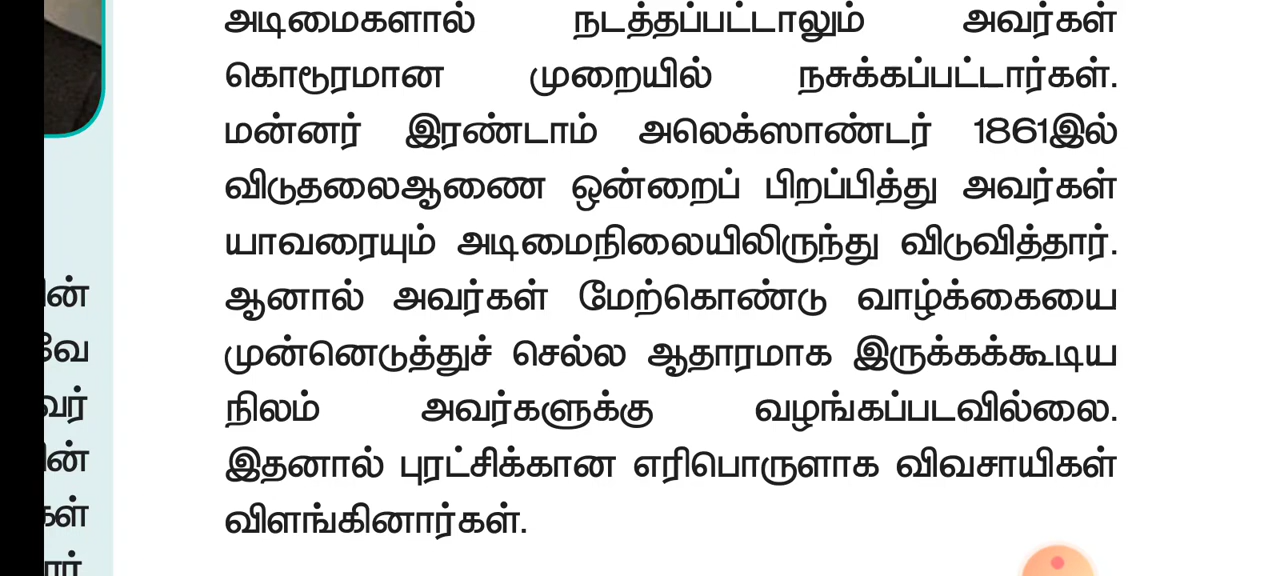 அடிமைகளால் நடத்தப்பட்டாலும் அவர்கள்
கொடூரமான முறையில் நசுக்கப்பட்டார்கள்.
மன்னர் இரண்டாம் அலெக்ஸாண்டர் 1861இல்
விடுதலைஆணை ஒன்றைப் பிறப்பித்து அவர்கள்
யாவரையும் அடிமைநிலையிலிருந்து விடுவித்தார்.
ஆனால் அவர்கள் மேற்கொண்டு வாழ்க்கையை
முன்னெடுத்துச் செல்ல ஆதாரமாக இருக்கக்கூடிய
நிலம் அவர்களுக்கு வழங்கப்படவில்லை.
இதனால் புரட்சிக்கான எரிபொருளாக விவசாயிகள்
விளங்கினார்கள்.